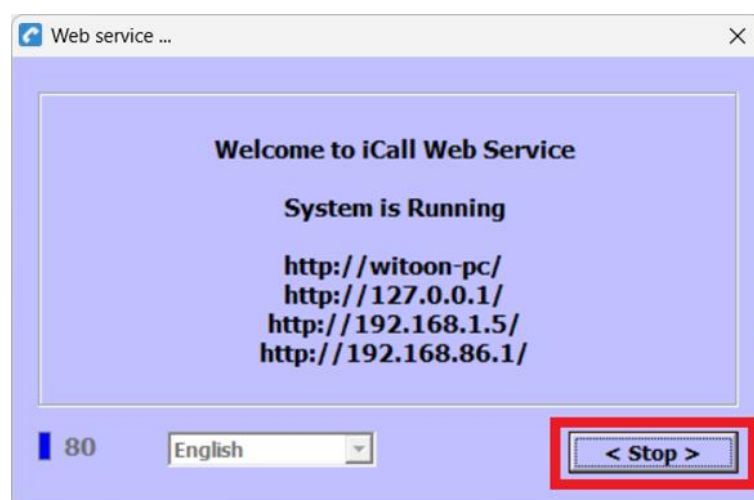 Web service ...
Welcome to iCall Web Service
System is Running
http://witoon-pc/
http://127.0.0.1/
http://192.168.1.5/
http://192.168.86.1/
80
English
< Stop >